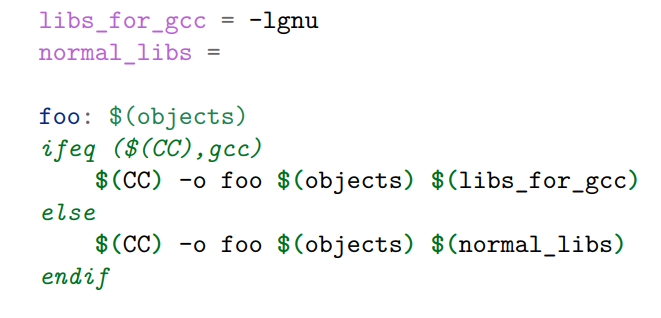 libs_for_gcc = -lgnu
normal_libs =

foo: $(objects)
ifeq ($(CC),gcc)
    $(CC) -o foo $(objects) $(libs_for_gcc)
else
    $(CC) -o foo $(objects) $(normal_libs)
endif